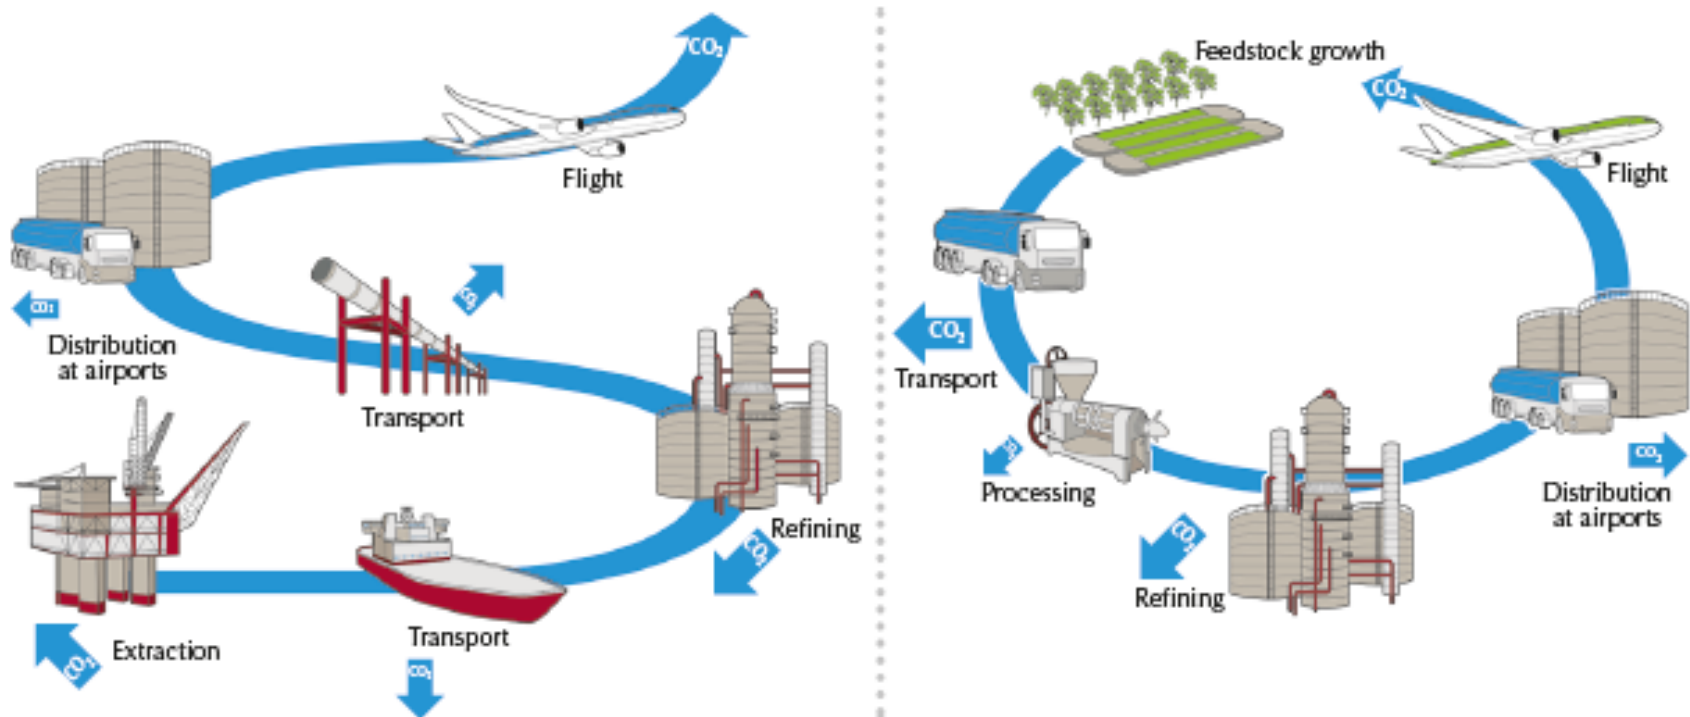 CO₂
Flight
CO₂
Distribution
at airports
CO₂
Transport
Refining
CO₂
Extraction
CO₂
Transport
CO₂
Feedstock growth
CO₂
Flight
CO₂
Transport
CO₂
Processing
CO₂
Distribution
at airports
CO₂
Refining